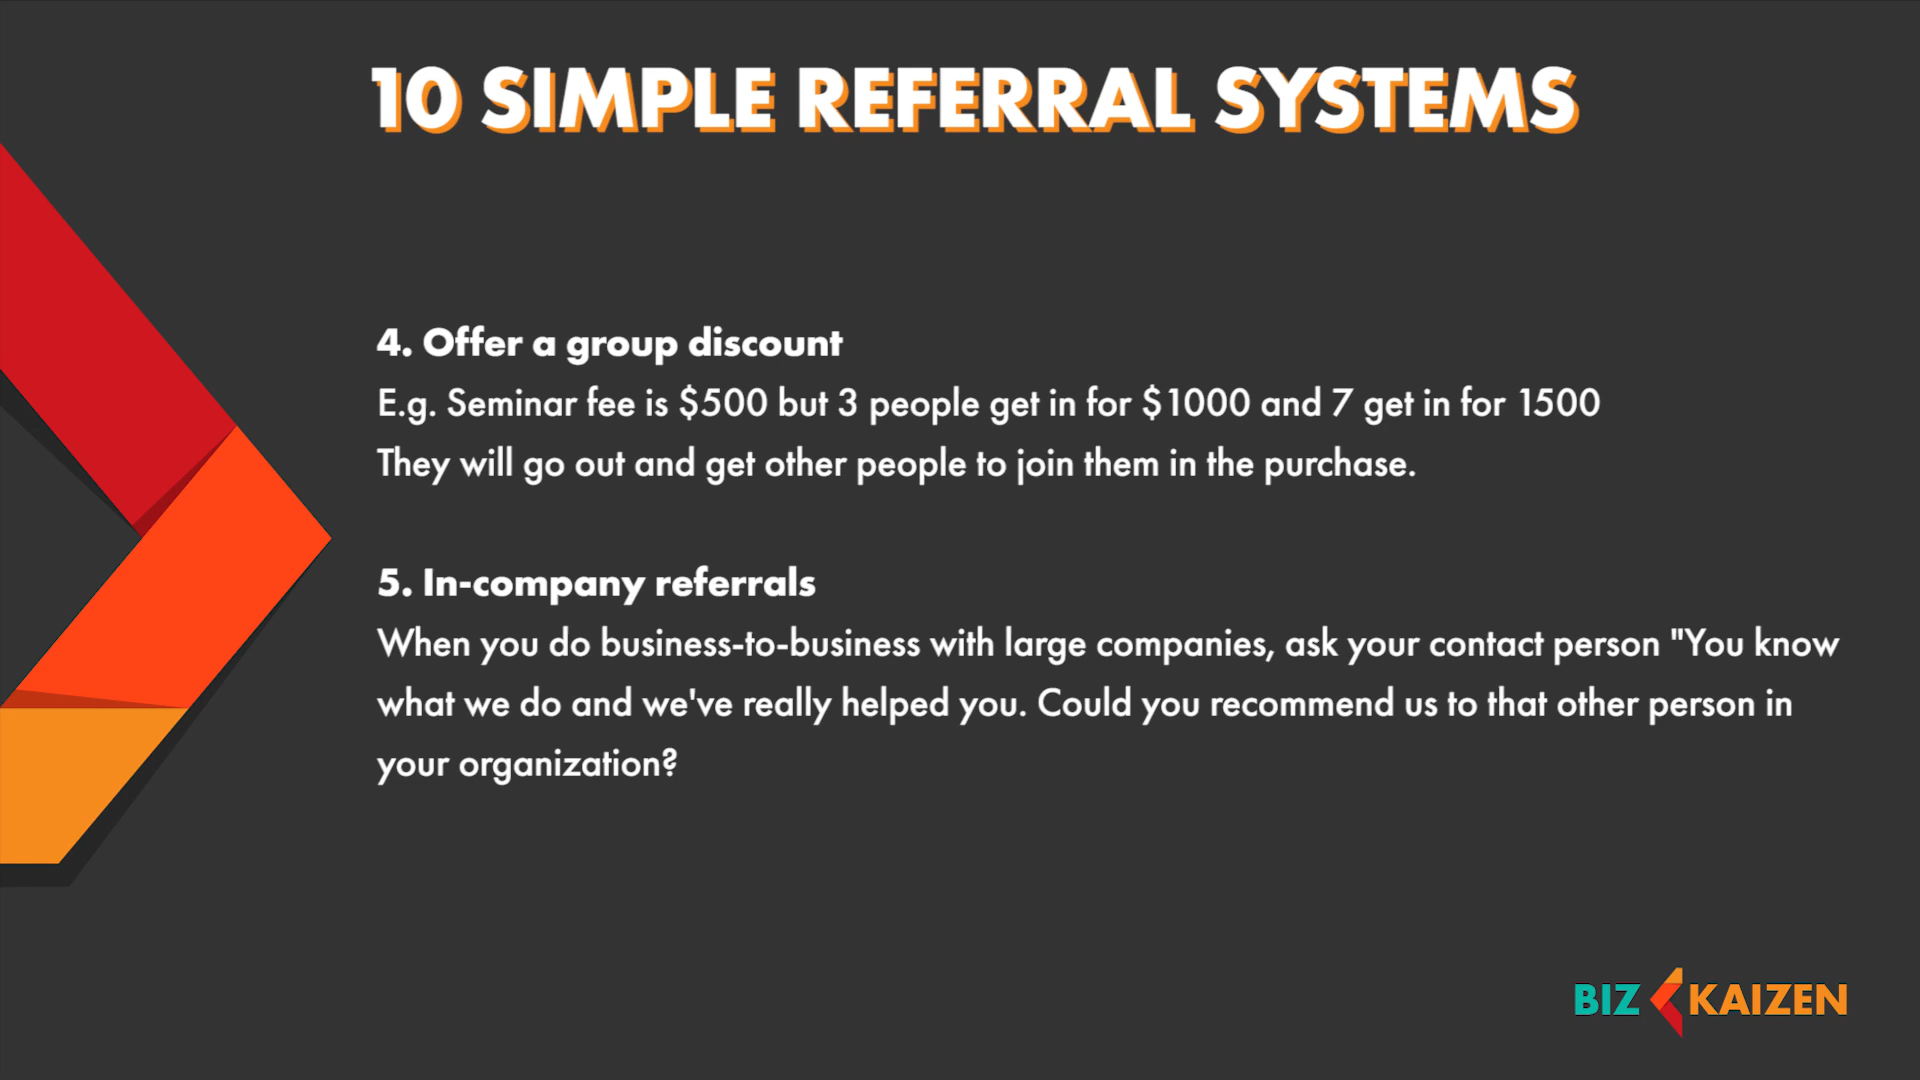 10 SIMPLE REFERRAL SYSTEMS
4. Offer a group discount
E.g. Seminar fee is $500 but 3 people get in for $1000 and 7 get in for 1500
They will go out and get other people to join them in the purchase.
5. In-company referrals
When you do business-to-business with large companies, ask your contact person "You know
what we do and we've really helped you. Could you recommend us to that other person in
your organization?
BIZ KAIZEN